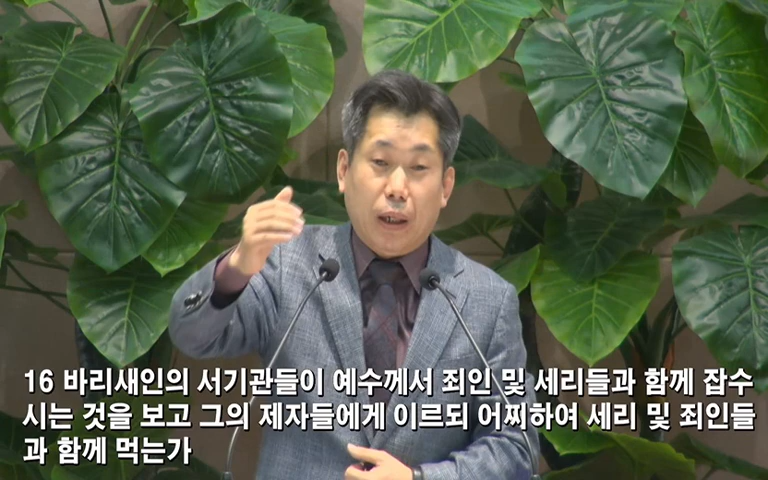 16 바리새인의 서기관들이 예수께서 죄인 및 세리들과 함께 잡수
시는 것을 보고 그의 제자들에게 이르되 어찌하여 세리 및 죄인들
과 함께 먹는가